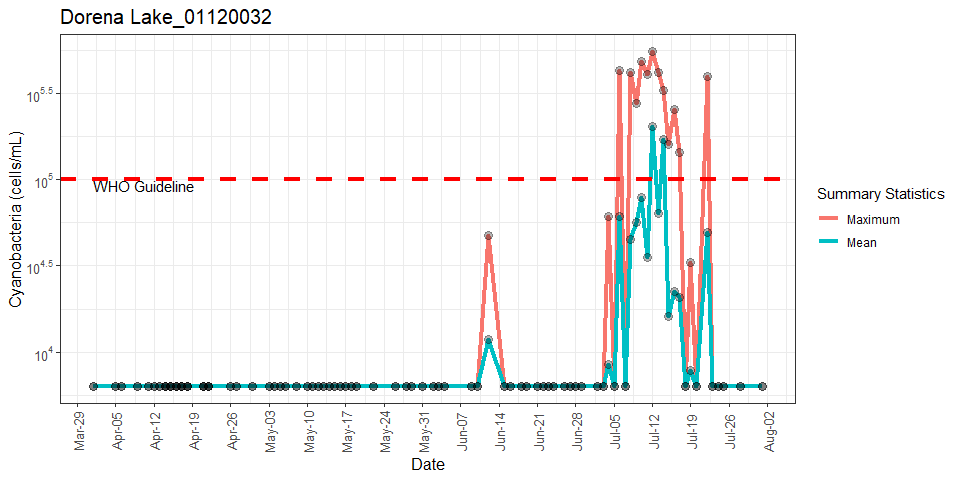 Dorena Lake_01120032
Cyanobacteria (cells/mL)
10^5.5
10^5
10^4.5
10^4
WHO Guideline
Mar-29
Apr-05
Apr-12
Apr-19
Apr-26
May-03
May-10
May-17
May-24
May-31
Jun-07
Jun-14
Jun-21
Jun-28
Jul-05
Jul-12
Jul-19
Jul-26
Aug-02
Date
Summary Statistics
Maximum
Mean